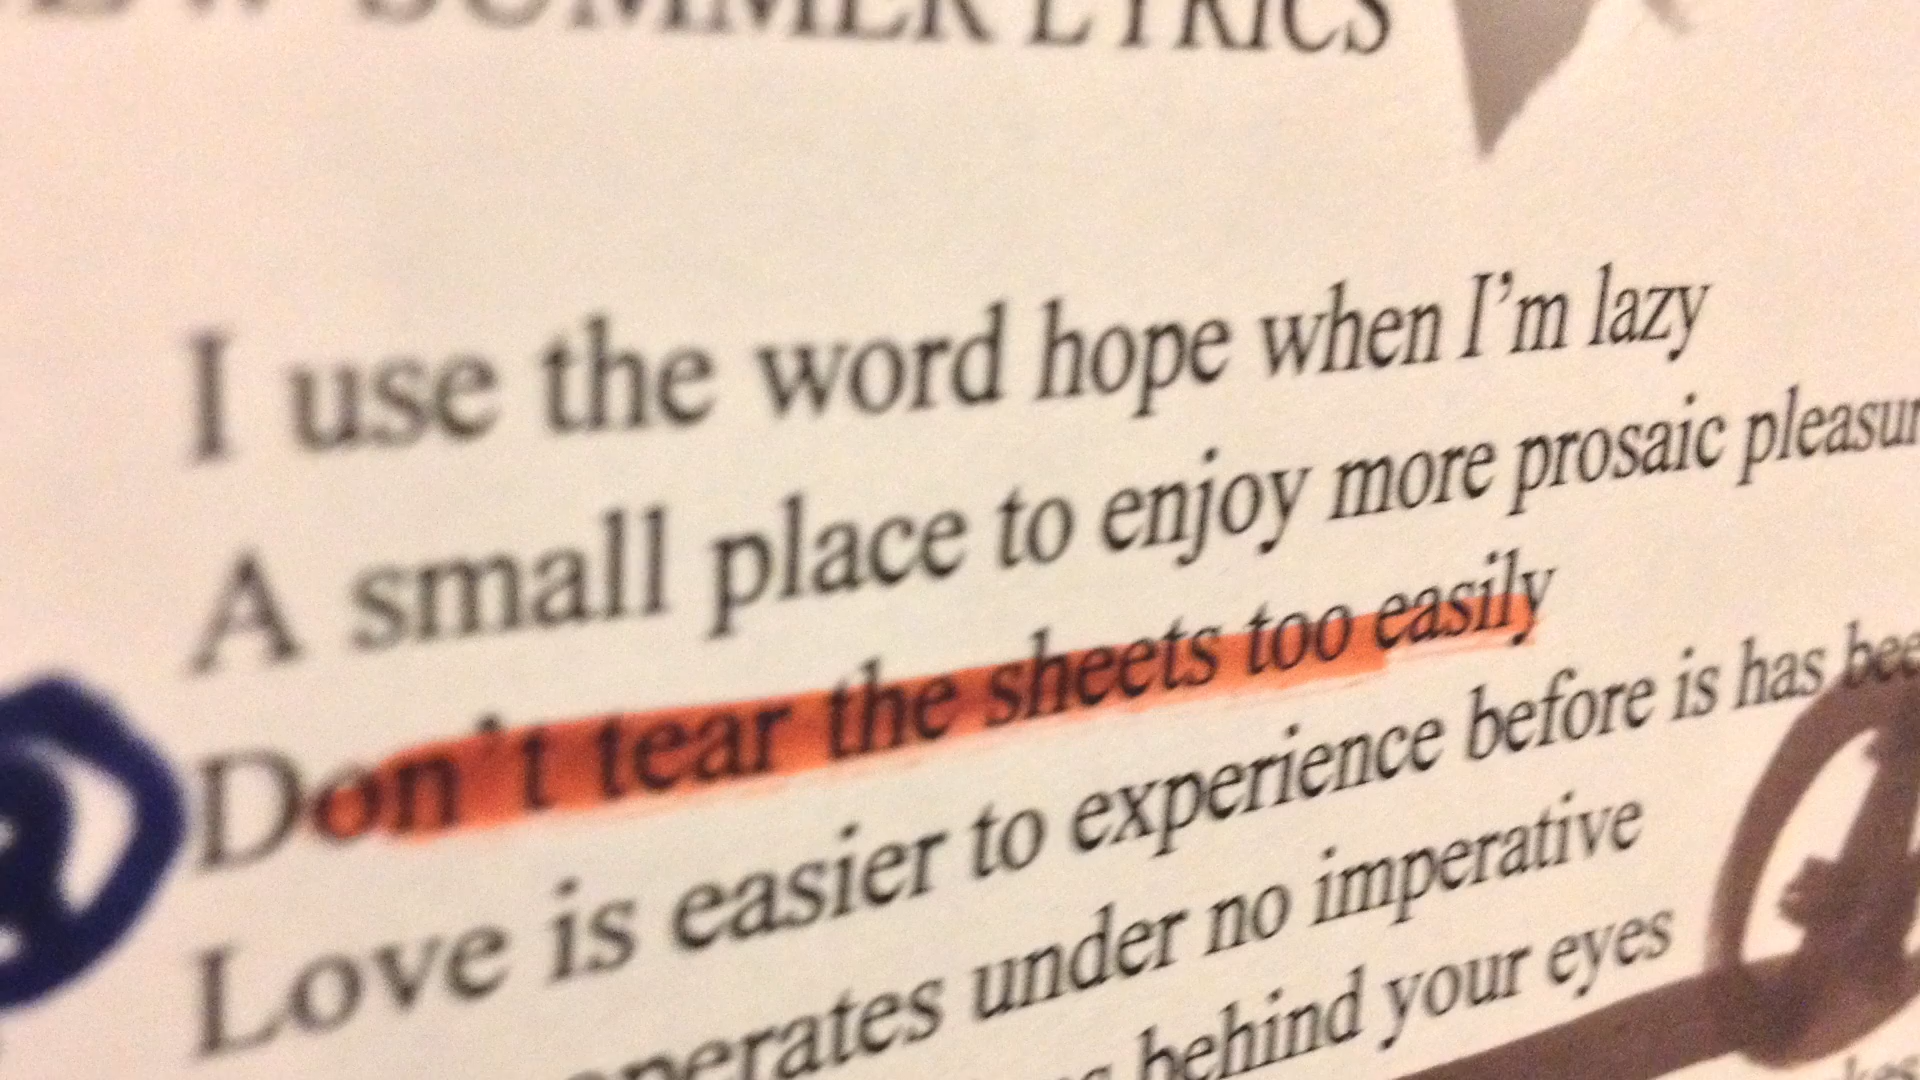 SUMMER LYRICS
I use the word hope when I'm lazy
A small place to enjoy more prosaic
Don't tear the sheets too easily
Love is easier to experience before is has
under no imperative
behind your eyes